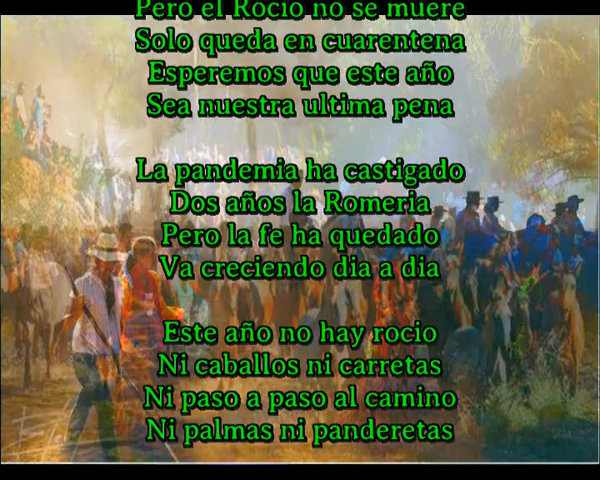 Pero el Rocio no se muere
Solo queda en cuarentena
Esperemos que este año
Sea nuestra ultima pena
La pandemia ha castigado
Dos años la Romeria
Pero la fe ha quedado
Va creciendo dia a dia
Este año no hay rocio
Ni caballos ni carretas
Ni paso a paso al camino
Ni palmas ni panderetas